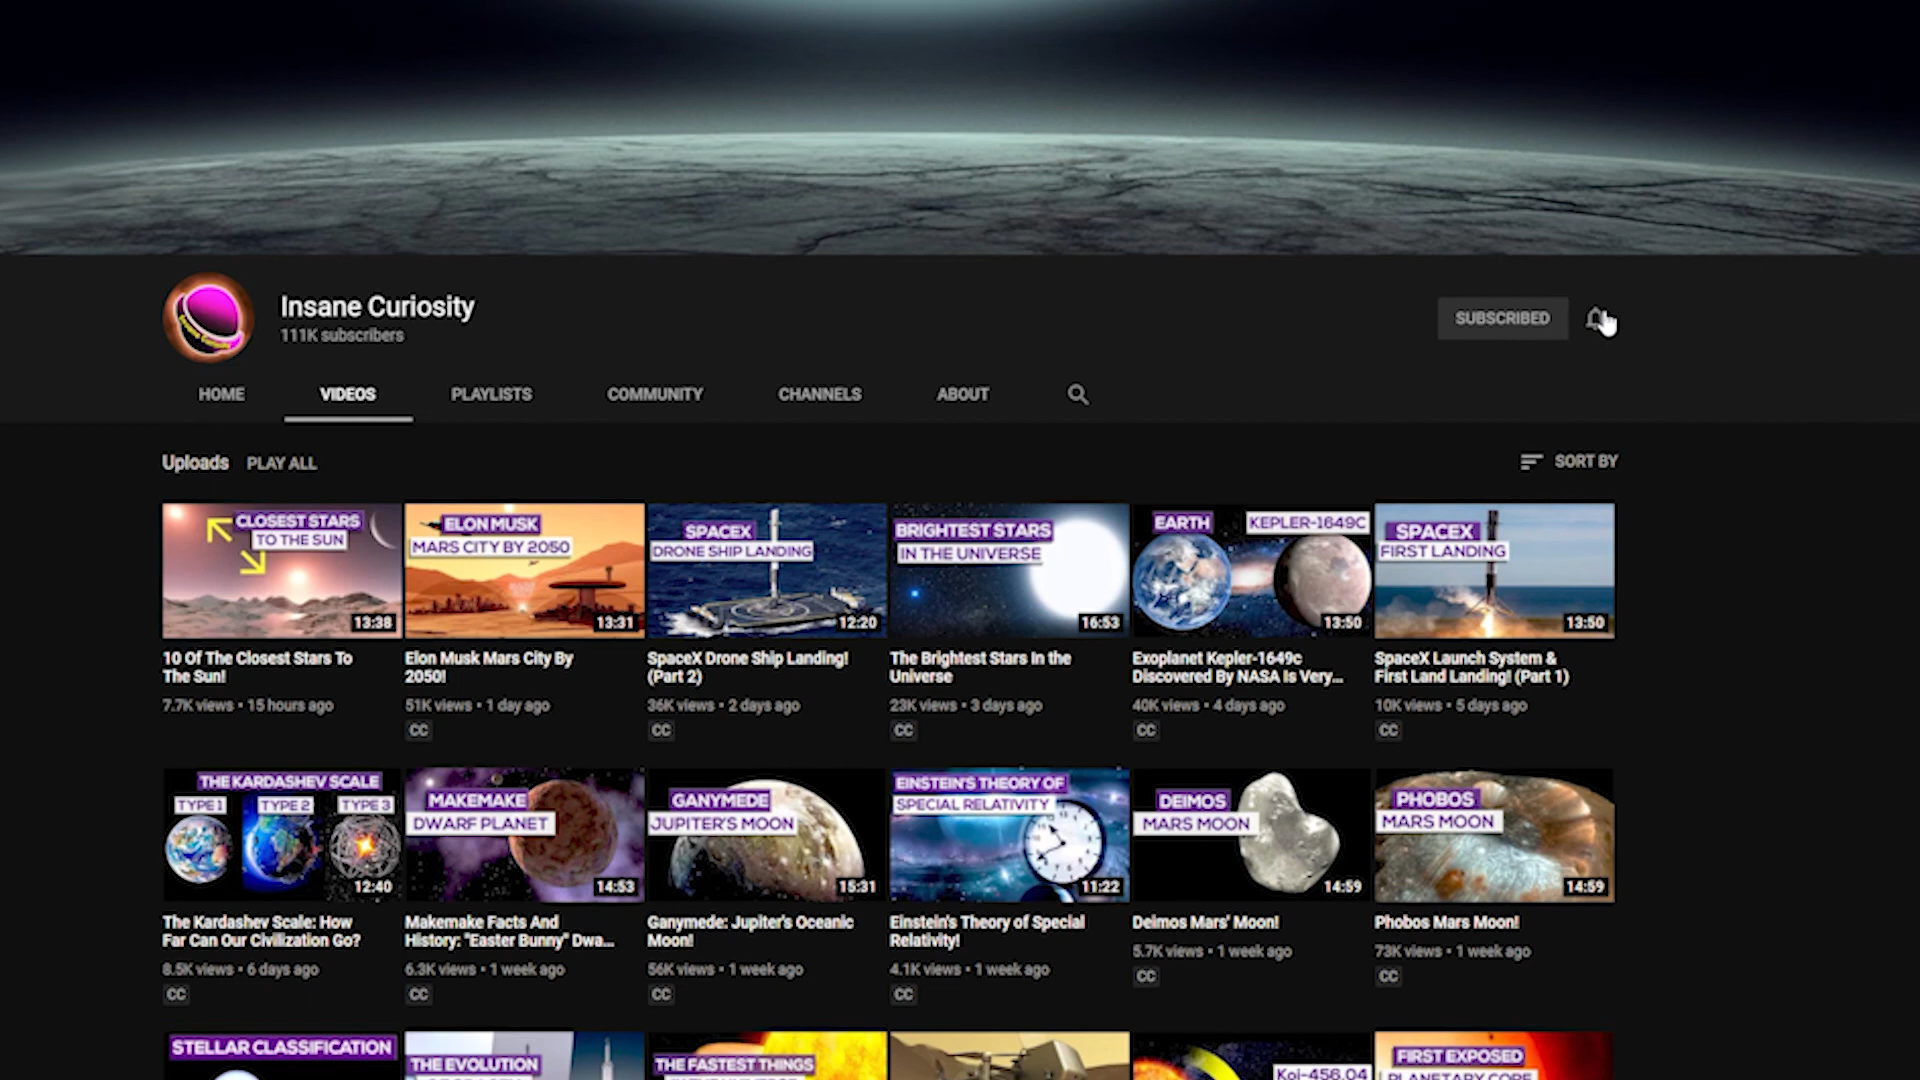 Insane Curiosity
111K subscribers
SUBSCRIBED
HOME VIDEOS PLAYLISTS COMMUNITY CHANNELS ABOUT
Uploads PLAY ALL SORT BY
CLOSEST STARS
TO THE SUN
13:38
ELON MUSK
MARS CITY BY 2050
13:31
SPACEX
DRONE SHIP LANDING
12:20
BRIGHTEST STARS
IN THE UNIVERSE
16:53
EARTH KEPLER-1649C
13:50
SPACEX
FIRST LANDING
13:50
10 Of The Closest Stars To
The Sun!
7.7K views • 15 hours ago
Elon Musk Mars City By
2050!
51K views • 1 day ago
CC
SpaceX Drone Ship Landing!
(Part 2)
36K views • 2 days ago
CC
The Brightest Stars In the
Universe
23K views • 3 days ago
CC
Exoplanet Kepler-1649c
Discovered By NASA Is Very...
40K views • 4 days ago
CC
SpaceX Launch System &
First Land Landing! (Part 1)
10K views • 5 days ago
CC
THE KARDASHEV SCALE
TYPE 1 TYPE 2 TYPE 3
12:40
MAKEMAKE
DWARF PLANET
14:53
GANYMEDE
JUPITER'S MOON
15:31
EINSTEIN'S THEORY OF
SPECIAL RELATIVITY
11:22
DEIMOS
MARS MOON
14:59
PHOBOS
MARS MOON
14:59
The Kardashev Scale: How
Far Can Our Civilization Go?
8.5K views • 6 days ago
CC
Makemake Facts And
History: "Easter Bunny" Dwa...
6.3K views • 1 week ago
CC
Ganymede: Jupiter's Oceanic
Moon!
56K views • 1 week ago
CC
Einstein's Theory of Special
Relativity!
4.1K views • 1 week ago
CC
Deimos Mars' Moon!
5.7K views • 1 week ago
CC
Phobos Mars Moon!
73K views • 1 week ago
CC
STELLAR CLASSIFICATION
THE EVOLUTION
THE FASTEST THINGS
Koi-456.04
FIRST EXPOSED
PLANETARY CORE